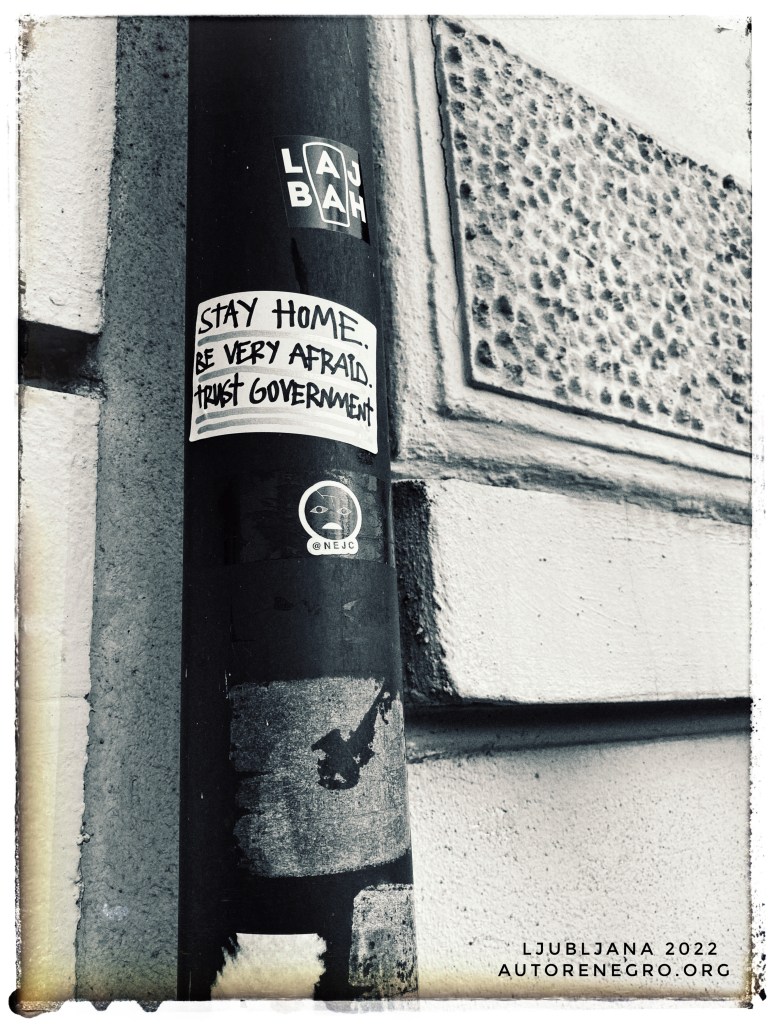 LAJ
BAH
STAY HOME.
BE VERY AFRAID.
trust GOVERNMENT
@NEJC
LJUBLJANA 2022
AUTORENEGRO.ORG